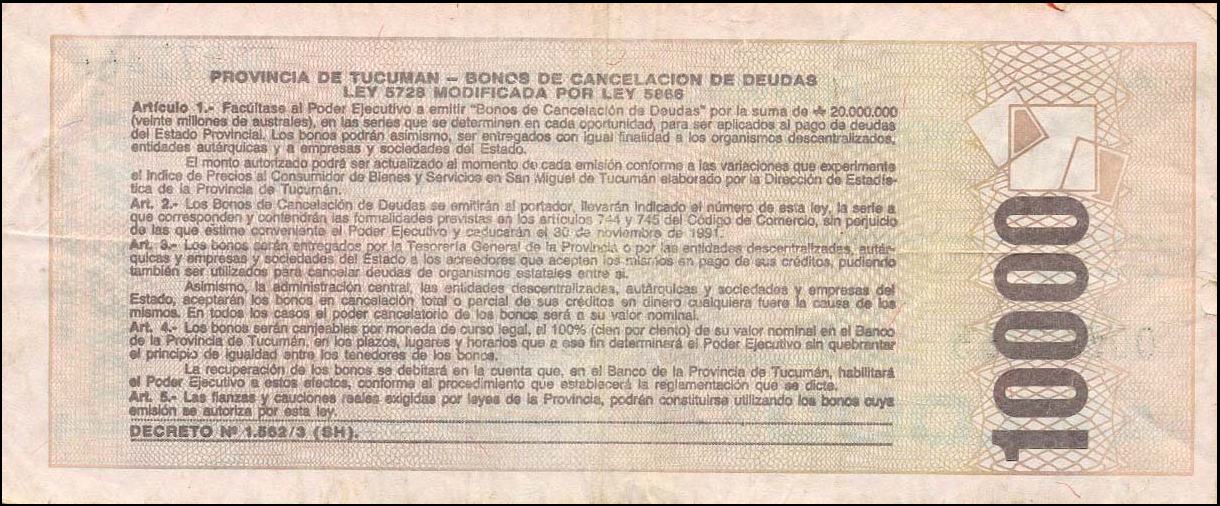 PROVINCIA DE TUCUMAN – BONOS DE CANCELACION DE DEUDAS
LEY 5728 MODIFICADA POR LEY 5866
Artículo 1.- Facúltase al Poder Ejecutivo a emitir "Bonos de Cancelación de Deudas" por la suma de ₳ 20.000.000
(veinte millones de australes), en las series que se determinen en cada oportunidad, para ser aplicados al pago de deudas
del Estado Provincial. Los bonos podrán asimismo, ser entregados con igual finalidad a los organismos descentralizados,
entidades autárquicas y a empresas y sociedades del Estado.
El monto autorizado podrá ser actualizado al momento de cada emisión conforme a las variaciones que experimente
el Indice de Precios al Consumidor de Bienes y Servicios en San Miguel de Tucumán elaborado por la Dirección de Estadís-
tica de la Provincia de Tucumán.
Art. 2.- Los Bonos de Cancelación de Deudas se emitirán al portador, llevarán indicado el número de esta ley, la serie a
que corresponden y contendrán las formalidades previstas en los artículos 744 y 745 del Código de Comercio, sin perjuicio
de las que estime conveniente el Poder Ejecutivo y caducarán el 30 de noviembre de 1991.
Art. 3.- Los bonos serán entregados por la Tesorería General de la Provincia o por las entidades descentralizadas, autár-
quicas y empresas y sociedades del Estado a los acreedores que acepten los mismos en pago de sus créditos, pudiendo
también ser utilizados para cancelar deudas de organismos estatales entre sí.
Asimismo, la administración central, las entidades descentralizadas, autárquicas y sociedades y empresas del
Estado, aceptarán los bonos en cancelación total o parcial de sus créditos en dinero cualquiera fuere la causa de los
mismos. En todos los casos el poder cancelatorio de los bonos será a su valor nominal.
Art. 4.- Los bonos serán canjeables por moneda de curso legal, el 100% (cien por ciento) de su valor nominal en el Banco
de la Provincia de Tucumán, en los plazos, lugares y horarios que a ese fin determinará el Poder Ejecutivo sin quebrantar
el principio de igualdad entre los tenedores de los bonos.
La recuperación de los bonos se debitará en la cuenta que, en el Banco de la Provincia de Tucumán, habilitará
el Poder Ejecutivo a estos efectos, conforme al procedimiento que establecerá la reglamentación que se dicte.
Art. 5.- Las fianzas y cauciones reales exigidas por leyes de la Provincia, podrán constituirse utilizando los bonos cuya
emisión se autoriza por esta ley.
DECRETO Nº 1.562/3 (SH).
100000